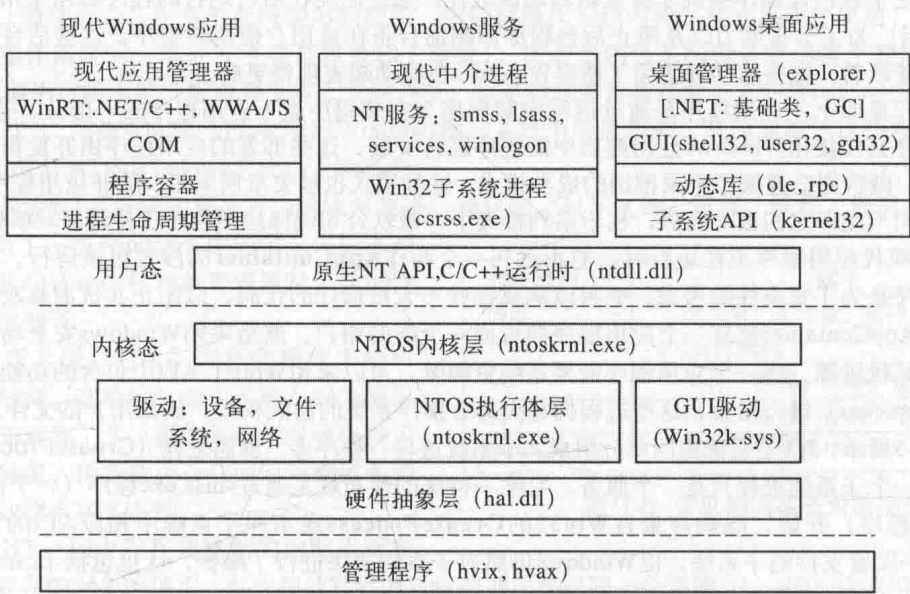 现代Windows应用
Windows服务
Windows桌面应用
现代应用管理器
WinRT:.NET/C++, WWA/JS
COM
程序容器
进程生命周期管理
现代中介进程
NT服务：smss, lsass,
services, winlogon
Win32子系统进程
(csrss.exe)
桌面管理器（explorer）
[.NET: 基础类，GC]
GUI(shell32, user32, gdi32)
动态库（ole, rpc）
子系统API（kernel32）
用户态
原生NT API,C/C++运行时（ntdll.dll）
内核态
NTOS内核层（ntoskrnl.exe）
驱动：设备，文件
系统，网络
NTOS执行体层
(ntoskrnl.exe)
GUI驱动
(Win32k.sys)
硬件抽象层（hal.dll）
管理程序（hvix, hvax）